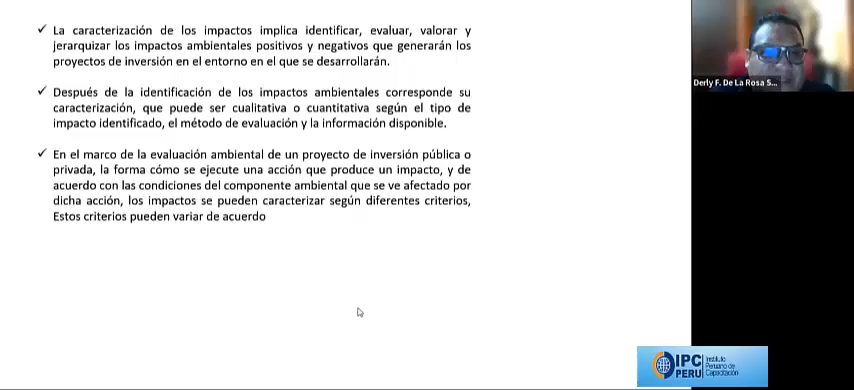 ✓ La caracterización de los impactos implica identificar, evaluar, valorar y
jerarquizar los impactos ambientales positivos y negativos que generarán los
proyectos de inversión en el entorno en el que se desarrollarán.
✓ Después de la identificación de los impactos ambientales corresponde su
caracterización, que puede ser cualitativa o cuantitativa según el tipo de
impacto identificado, el método de evaluación y la información disponible.
✓ En el marco de la evaluación ambiental de un proyecto de inversión pública o
privada, la forma cómo se ejecute una acción que produce un impacto, y de
acuerdo con las condiciones del componente ambiental que se ve afectado por
dicha acción, los impactos se pueden caracterizar según diferentes criterios,
Estos criterios pueden variar de acuerdo
Derly F. De La Rosa S...
IPC
PERU
Instituto
Peruano de
Capacitación